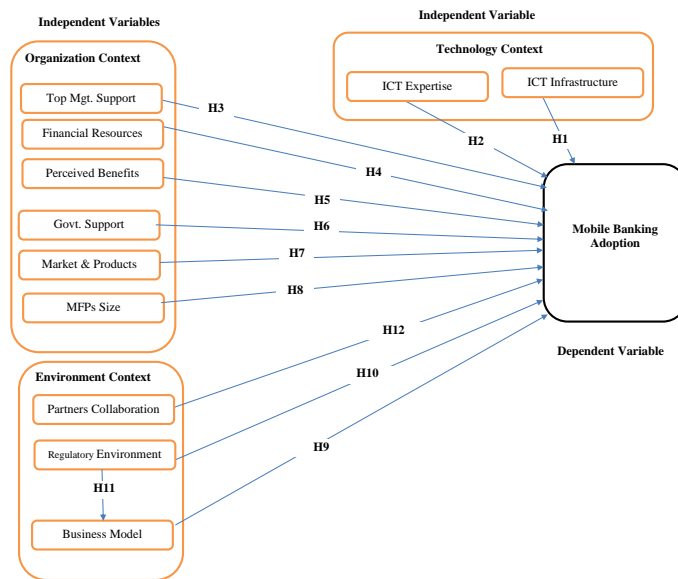 Independent Variables
Independent Variable
Organization Context
Technology Context
ICT Expertise
ICT Infrastructure
Top Mgt. Support
H3
Financial Resources
H2
H1
Perceived Benefits
H4
H5
Govt. Support
H6
Mobile Banking
Adoption
Market & Products
H7
MFPs Size
H8
H12
Dependent Variable
Environment Context
H10
Partners Collaboration
H9
Regulatory Environment
H11
Business Model